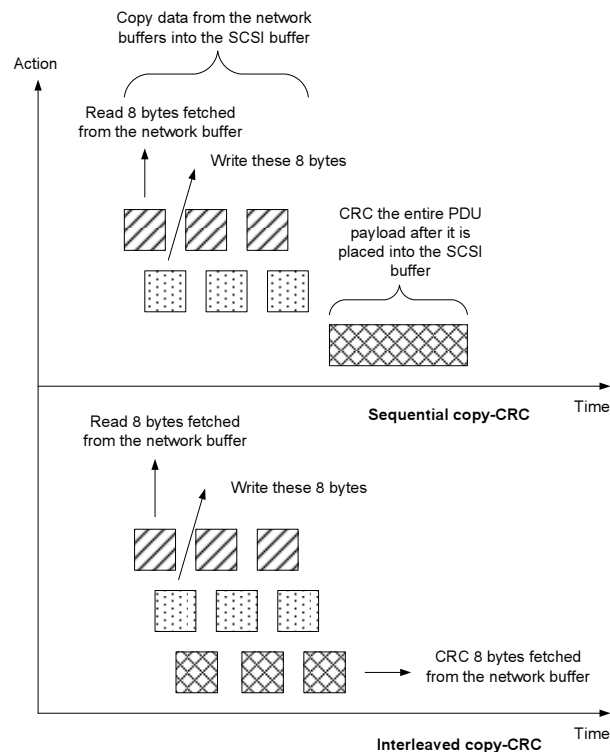 Copy data from the network
buffers into the SCSI buffer
Action
Read 8 bytes fetched
from the network buffer
Write these 8 bytes
CRC the entire PDU
payload after it is
placed into the SCSI
buffer
Sequential copy-CRC
Time
Read 8 bytes fetched
from the network buffer
Write these 8 bytes
CRC 8 bytes fetched
from the network buffer
Interleaved copy-CRC
Time